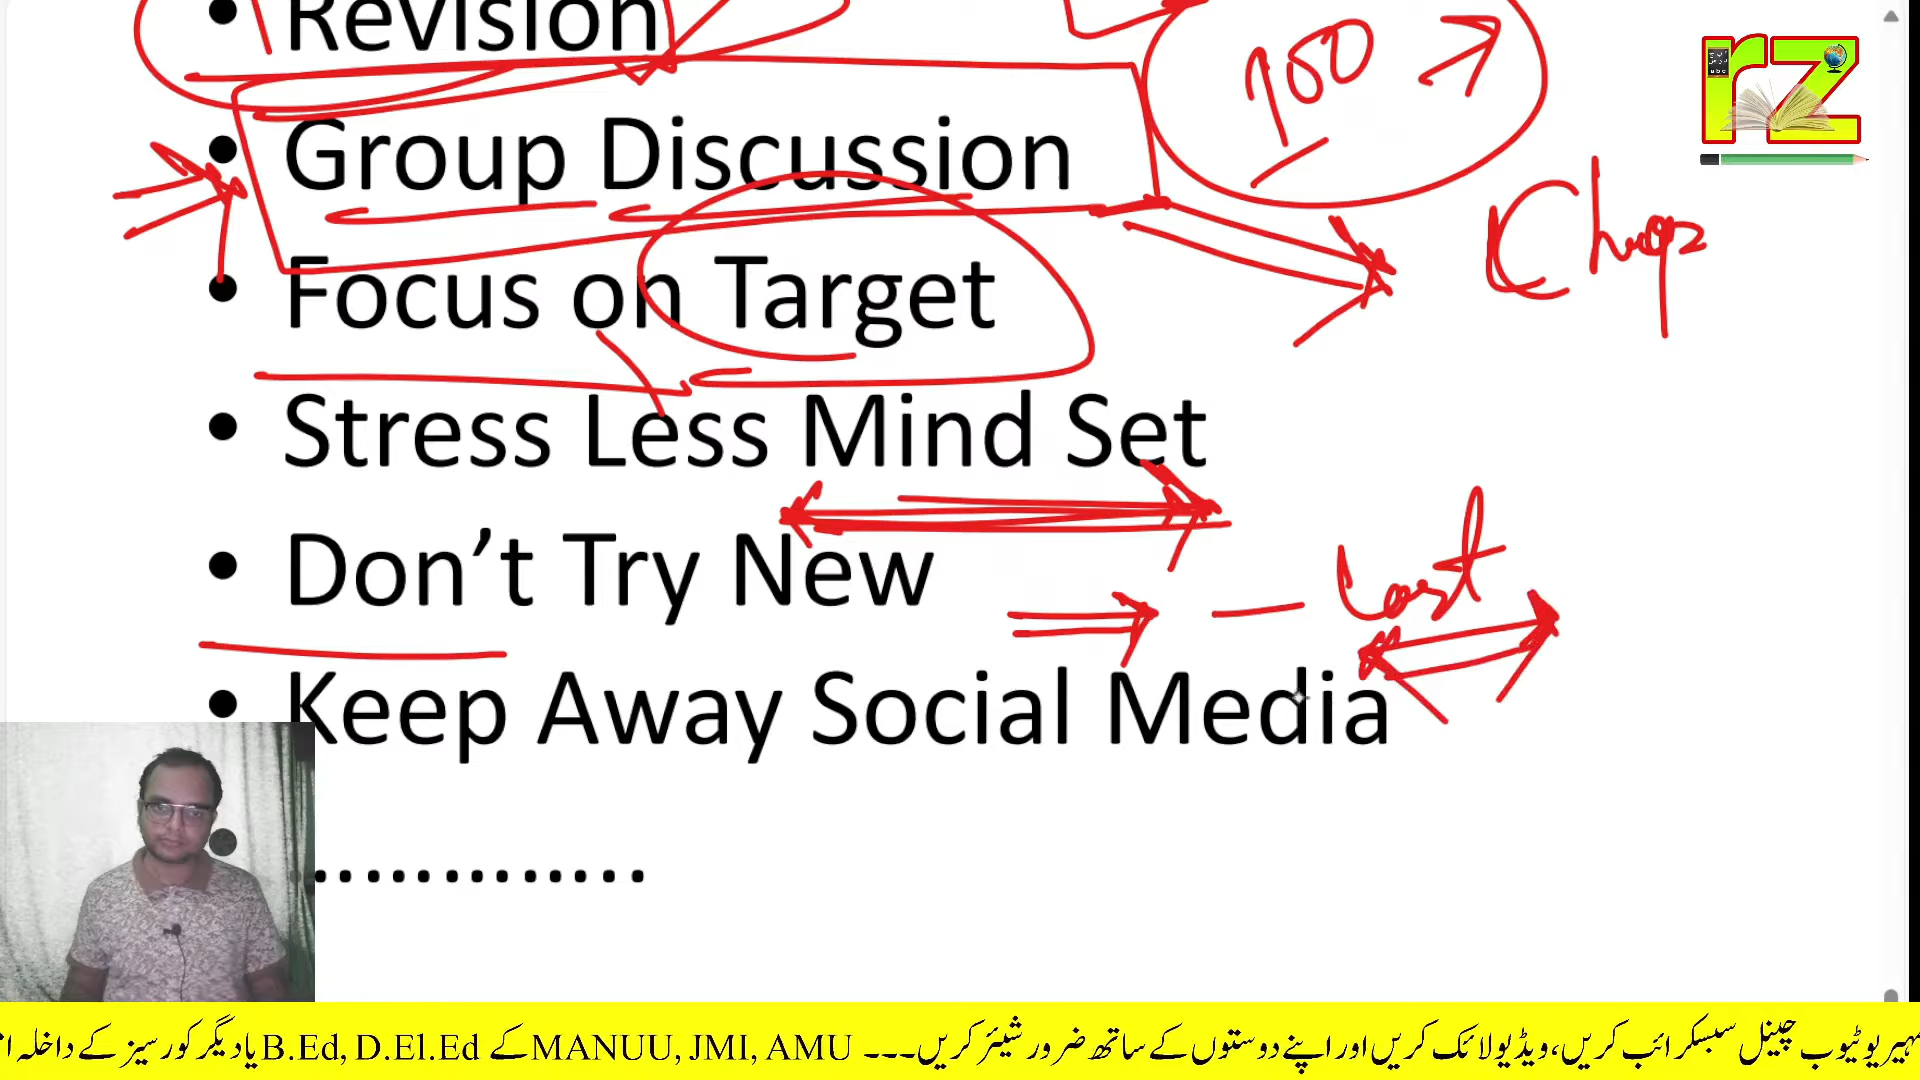 • Revision
100
• Group Discussion
Chap
• Focus on Target
• Stress Less Mind Set
• Don't Try New
Last
• Keep Away Social Media
.............
rz
یوٹیوب چینل سبسکرائب کریں، ویڈیو لائک کریں اور اپنے دوستوں کے ساتھ ضرور شیئر کریں۔۔۔ MANUU, JMI, AMU کے B.Ed, D.El.Ed یا دیگر کورسیز کے داخلہ